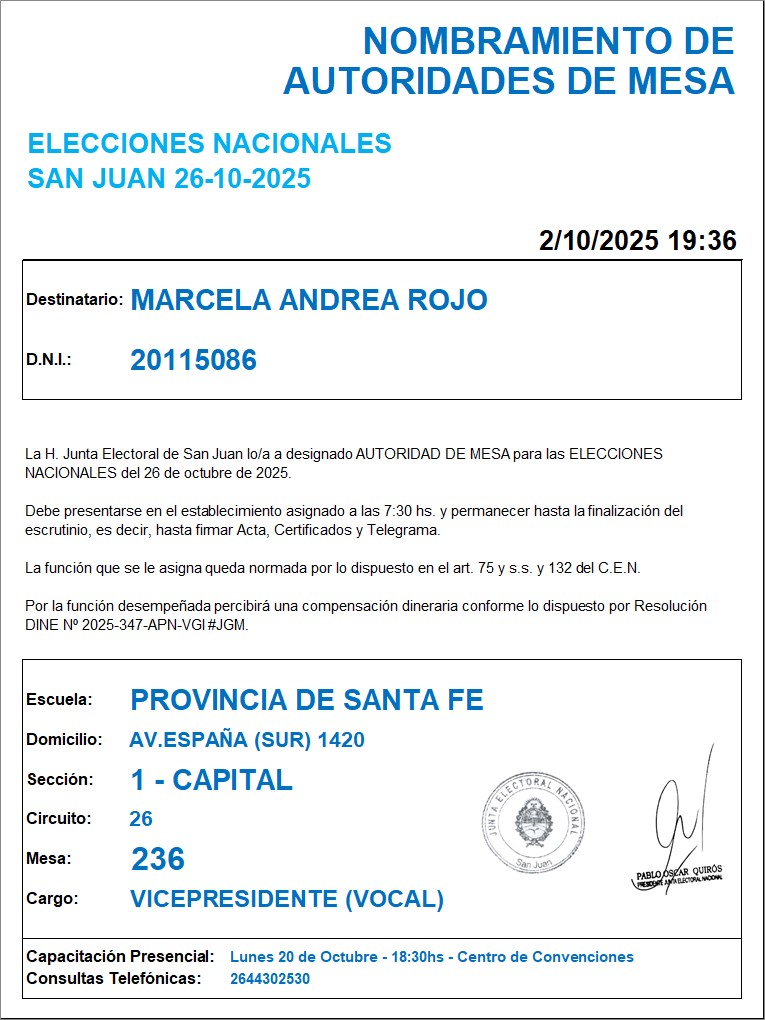 NOMBRAMIENTO DE
AUTORIDADES DE MESA
ELECCIONES NACIONALES
SAN JUAN 26-10-2025
2/10/2025 19:36
Destinatario: MARCELA ANDREA ROJO
D.N.I.: 20115086
La H. Junta Electoral de San Juan lo/a a designado AUTORIDAD DE MESA para las ELECCIONES
NACIONALES del 26 de octubre de 2025.
Debe presentarse en el establecimiento asignado a las 7:30 hs. y permanecer hasta la finalización del
escrutinio, es decir, hasta firmar Acta, Certificados y Telegrama.
La función que se le asigna queda normada por lo dispuesto en el art. 75 y s.s. y 132 del C.E.N.
Por la función desempeñada percibirá una compensación dineraria conforme lo dispuesto por Resolución
DINE Nº 2025-347-APN-VGI#JGM.
Escuela: PROVINCIA DE SANTA FE
Domicilio: AV.ESPAÑA (SUR) 1420
Sección: 1 - CAPITAL
Circuito: 26
Mesa: 236
Cargo: VICEPRESIDENTE (VOCAL)
JUNTA ELECTORAL NACIONAL
San Juan
PABLO OSCAR QUIRÓS
PRESIDENTE JUNTA ELECTORAL NACIONAL
Capacitación Presencial: Lunes 20 de Octubre - 18:30hs - Centro de Convenciones
Consultas Telefónicas: 2644302530